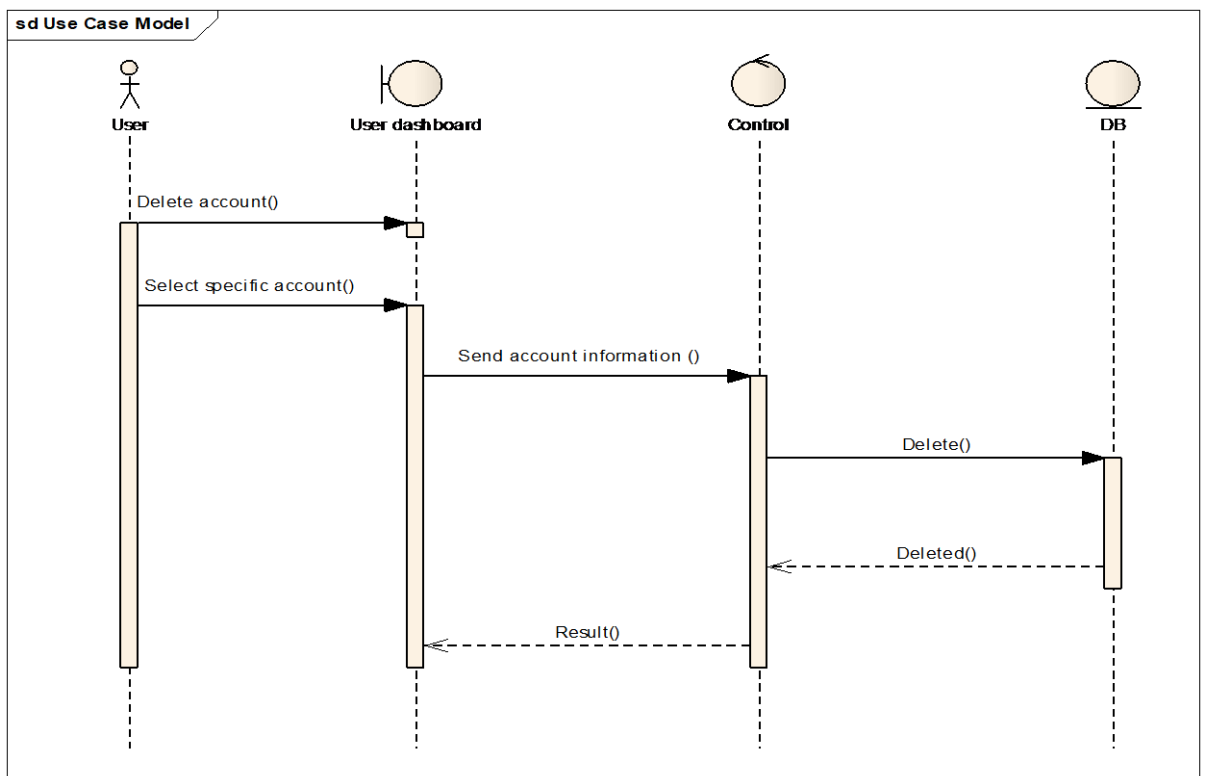 sd Use Case Model
User
User dashboard
Control
DB
Delete account()
Select specific account()
Send account information ()
Delete()
Deleted()
Result()